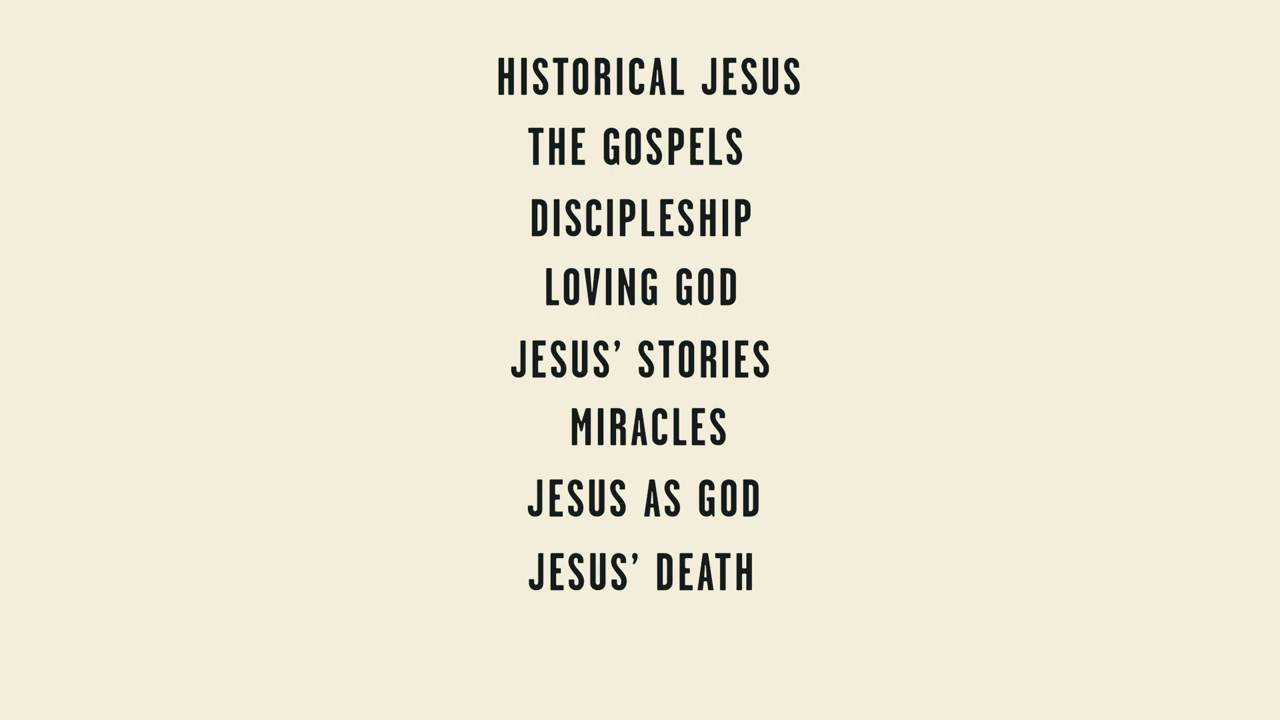 HISTORICAL JESUS
THE GOSPELS
DISCIPLESHIP
LOVING GOD
JESUS’ STORIES
MIRACLES
JESUS AS GOD
JESUS’ DEATH